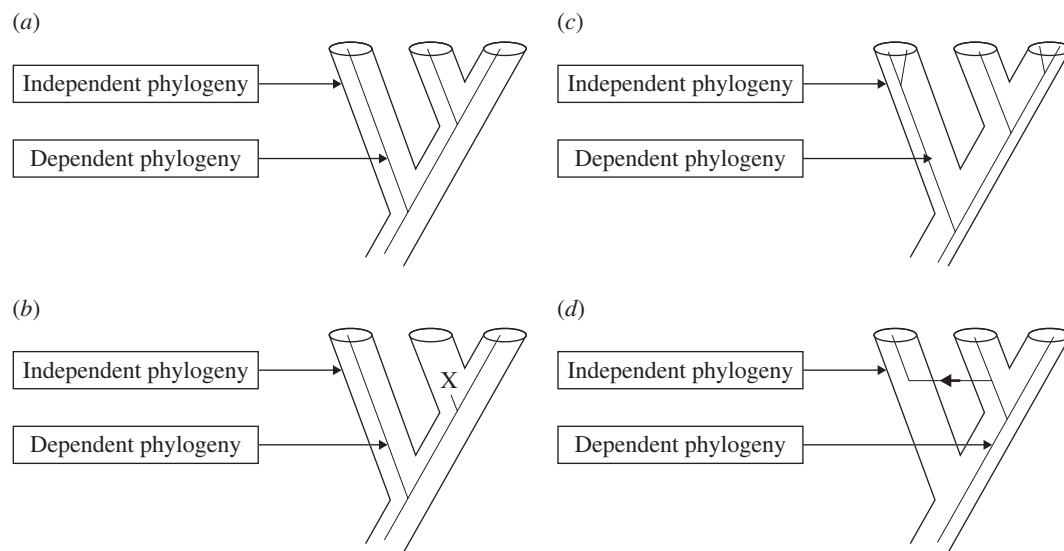 (a)
Independent phylogeny
Dependent phylogeny
(b)
Independent phylogeny
X
Dependent phylogeny
(c)
Independent phylogeny
Dependent phylogeny
(d)
Independent phylogeny
Dependent phylogeny